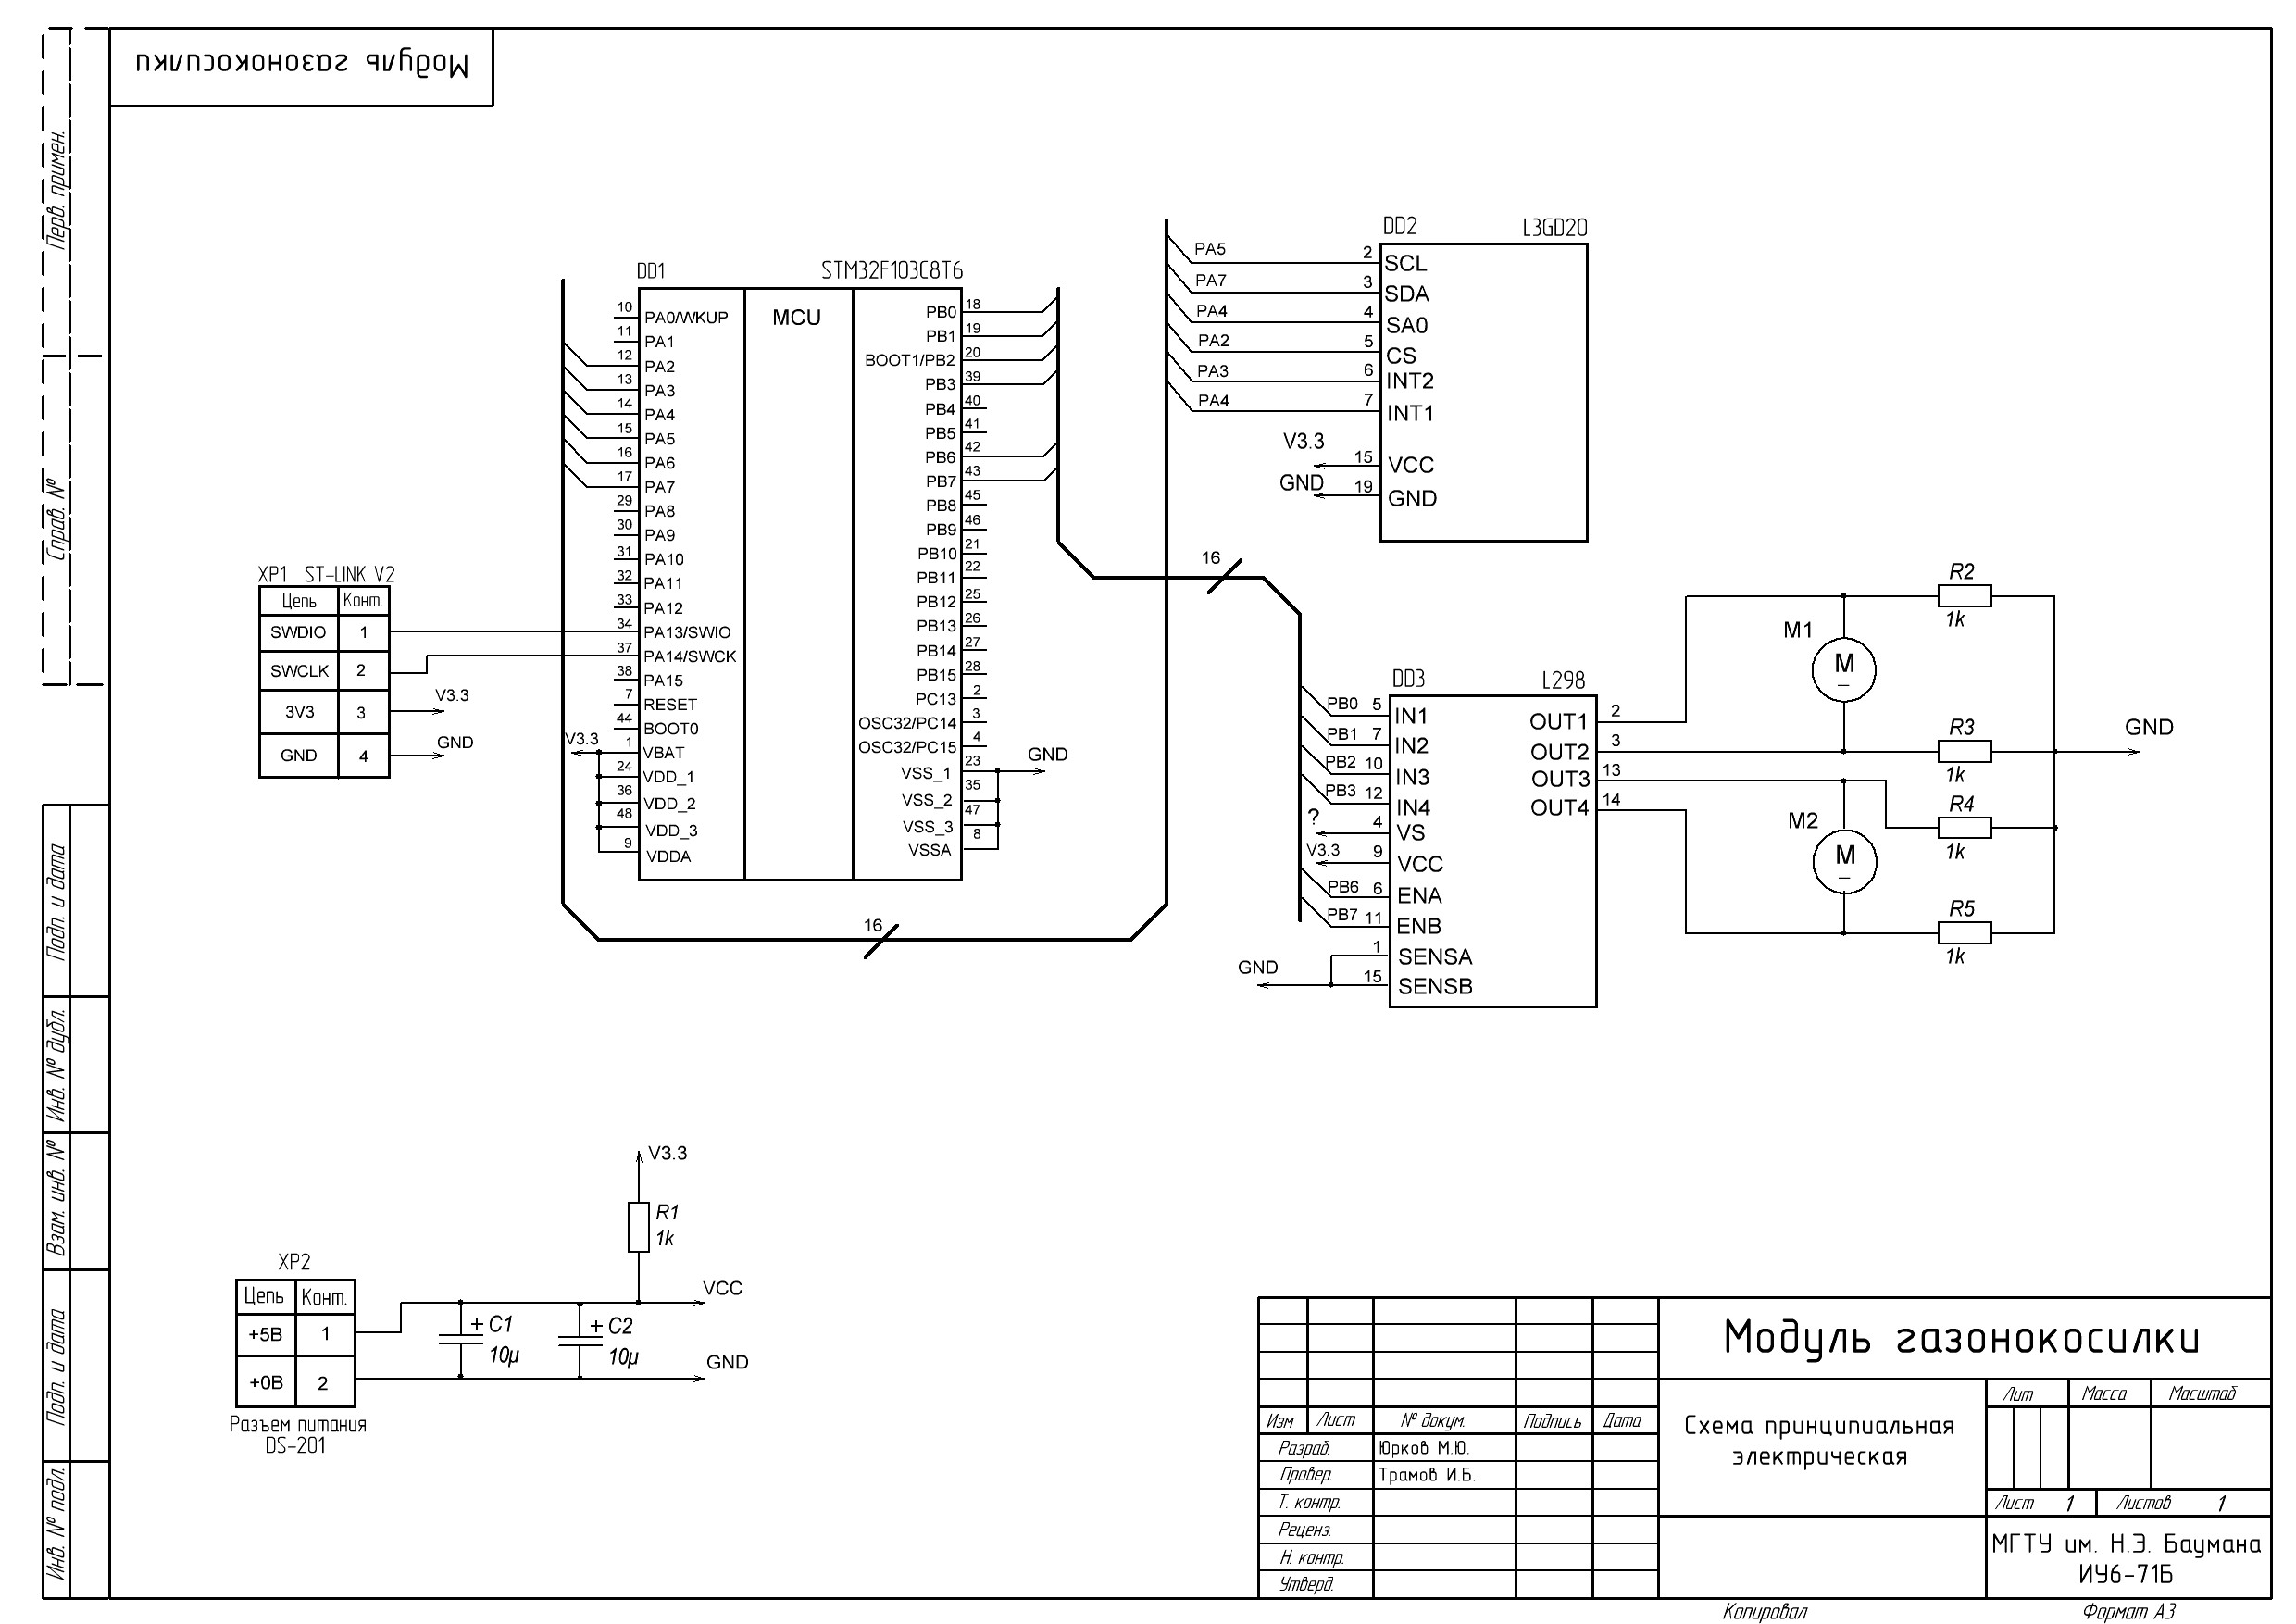 Модуль газонокосилки
Перв. примен.
Справ. №
Подп. и дата
Инв. № дубл.
Взам. инв. №
Подп. и дата
Инв. № подл.
XP1 ST-LINK V2
Цепь Конт.
SWDIO 1
SWCLK 2
3V3 3
GND 4
V3.3
GND
DD1 STM32F103C8T6
MCU
10 PA0/WKUP
11 PA1
12 PA2
13 PA3
14 PA4
15 PA5
16 PA6
17 PA7
29 PA8
30 PA9
31 PA10
32 PA11
33 PA12
34 PA13/SWIO
37 PA14/SWCK
38 PA15
7 RESET
44 BOOT0
V3.3 1 VBAT
24 VDD_1
36 VDD_2
48 VDD_3
9 VDDA
PB0 18
PB1 19
BOOT1/PB2 20
PB3 39
PB4 40
PB5 41
PB6 42
PB7 43
PB8 45
PB9 46
PB10 21
PB11 22
PB12 25
PB13 26
PB14 27
PB15 28
PC13 2
OSC32/PC14 3
OSC32/PC15 4
VSS_1 23 GND
VSS_2 35
VSS_3 47
VSSA 8
16
16
DD2 L3GD20
PA5 2 SCL
PA7 3 SDA
PA4 4 SA0
PA2 5 CS
PA3 6 INT2
PA4 7 INT1
V3.3 15 VCC
GND 19 GND
DD3 L298
PB0 5 IN1
PB1 7 IN2
PB2 10 IN3
PB3 12 IN4
? 4 VS
V3.3 9 VCC
PB6 6 ENA
PB7 11 ENB
1 SENSA
GND 15 SENSB
OUT1 2
OUT2 3
OUT3 13
OUT4 14
M1
M
M2
M
R2
1k
R3
1k
R4
1k
R5
1k
GND
V3.3
R1
1k
XP2
Цепь Конт.
+5В 1
+0В 2
Разъем питания
DS-201
+ C1
10µ
+ C2
10µ
VCC
GND
Модуль газонокосилки
Схема принципиальная
электрическая
Лит Масса Масштаб
Лист 1 Листов 1
МГТУ им. Н.Э. Баумана
ИУ6-71Б
Изм Лист № докум. Подпись Дата
Разраб. Юрков М.Ю.
Провер. Трамов И.Б.
Т. контр.
Реценз.
Н. контр.
Утверд.
Копировал Формат А3